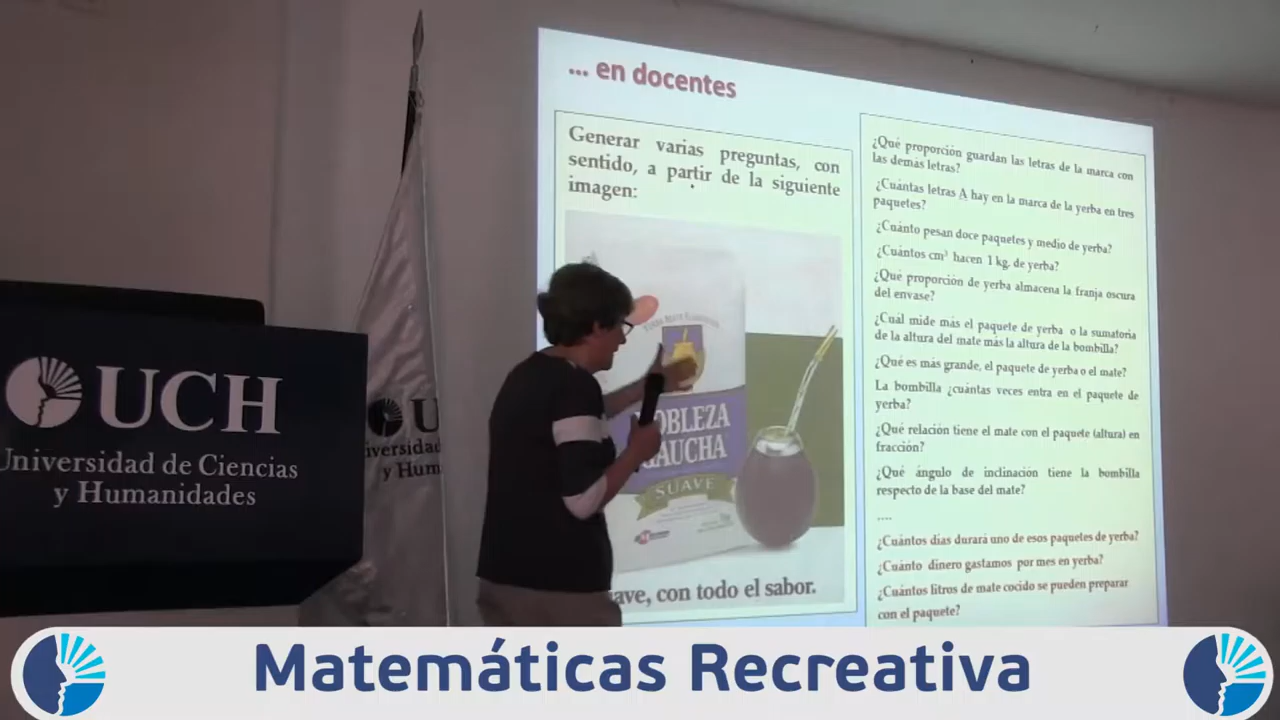 ... en docentes
Generar varias preguntas, con
sentido, a partir de la siguiente
imagen:
NOBLEZA
GAUCHA
SUAVE
ave, con todo el sabor.
¿Qué proporción guardan las letras de la marca con
las demás letras?
¿Cuántas letras A hay en la marca de la yerba en tres
paquetes?
¿Cuánto pesan doce paquetes y medio de yerba?
¿Cuántos cm³ hacen 1 kg. de yerba?
¿Qué proporción de yerba almacena la franja oscura
del envase?
¿Cuál mide más el paquete de yerba o la sumatoria
de la altura del mate más la altura de la bombilla?
¿Qué es más grande, el paquete de yerba o el mate?
La bombilla ¿cuántas veces entra en el paquete de
yerba?
¿Qué relación tiene el mate con el paquete (altura) en
fracción?
¿Qué ángulo de inclinación tiene la bombilla
respecto de la base del mate?
....
¿Cuántos días durará uno de esos paquetes de yerba?
¿Cuánto dinero gastamos por mes en yerba?
¿Cuántos litros de mate cocido se pueden preparar
con el paquete?
UCH
Universidad de Ciencias
y Humanidades
U
iversidad
y Hum
Matemáticas Recreativa